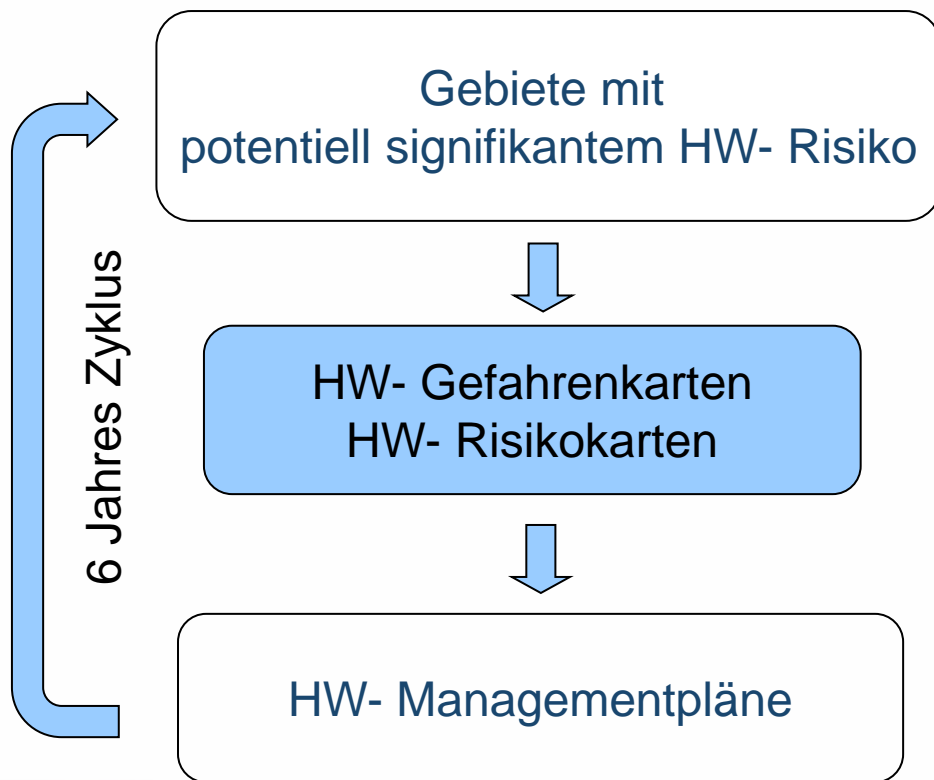 Gebiete mit
potentiell signifikantem HW- Risiko
6 Jahres Zyklus
HW- Gefahrenkarten
HW- Risikokarten
HW- Managementpläne